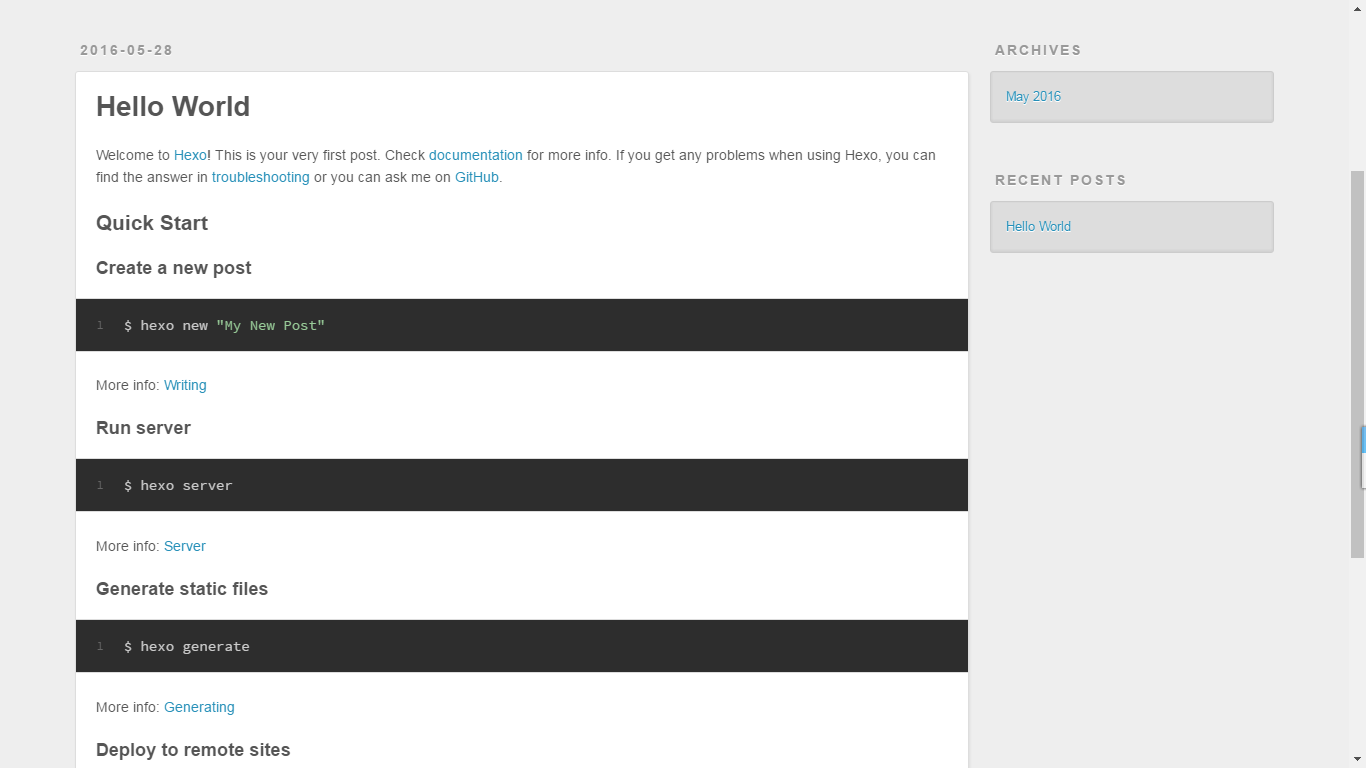 2016-05-28
Hello World
Welcome to Hexo! This is your very first post. Check documentation for more info. If you get any problems when using Hexo, you can
find the answer in troubleshooting or you can ask me on GitHub.
Quick Start
Create a new post
1 $ hexo new "My New Post"
More info: Writing
Run server
1 $ hexo server
More info: Server
Generate static files
1 $ hexo generate
More info: Generating
Deploy to remote sites
ARCHIVES
May 2016
RECENT POSTS
Hello World